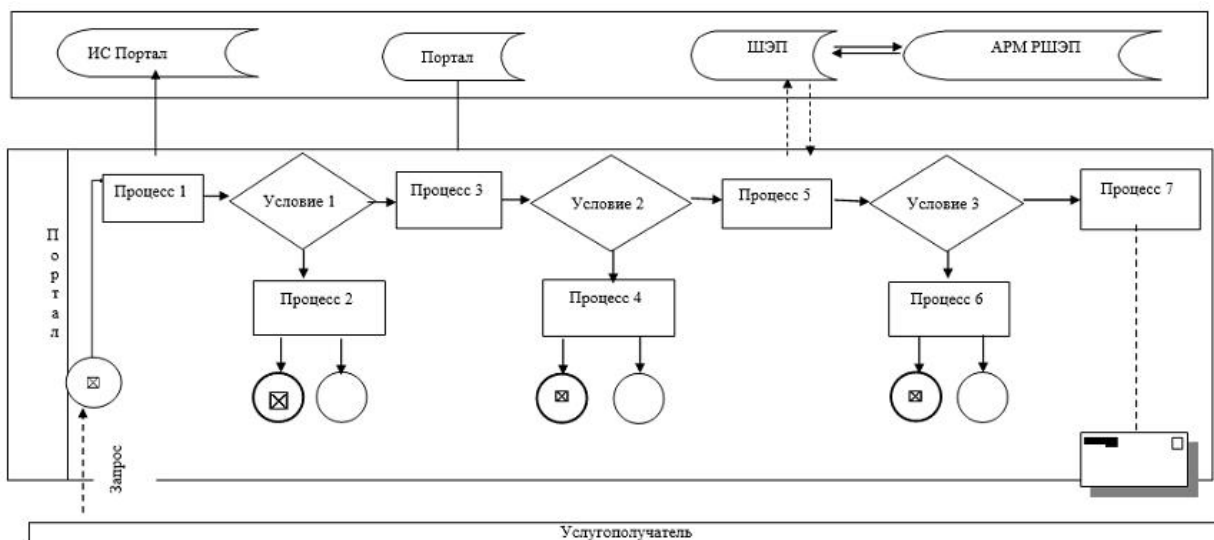 ИС Портал
Портал
ШЭП
АРМ РШЭП
Портал
Процесс 1
Условие 1
Процесс 3
Условие 2
Процесс 5
Условие 3
Процесс 7
Процесс 2
Процесс 4
Процесс 6
Запрос
Услугополучатель